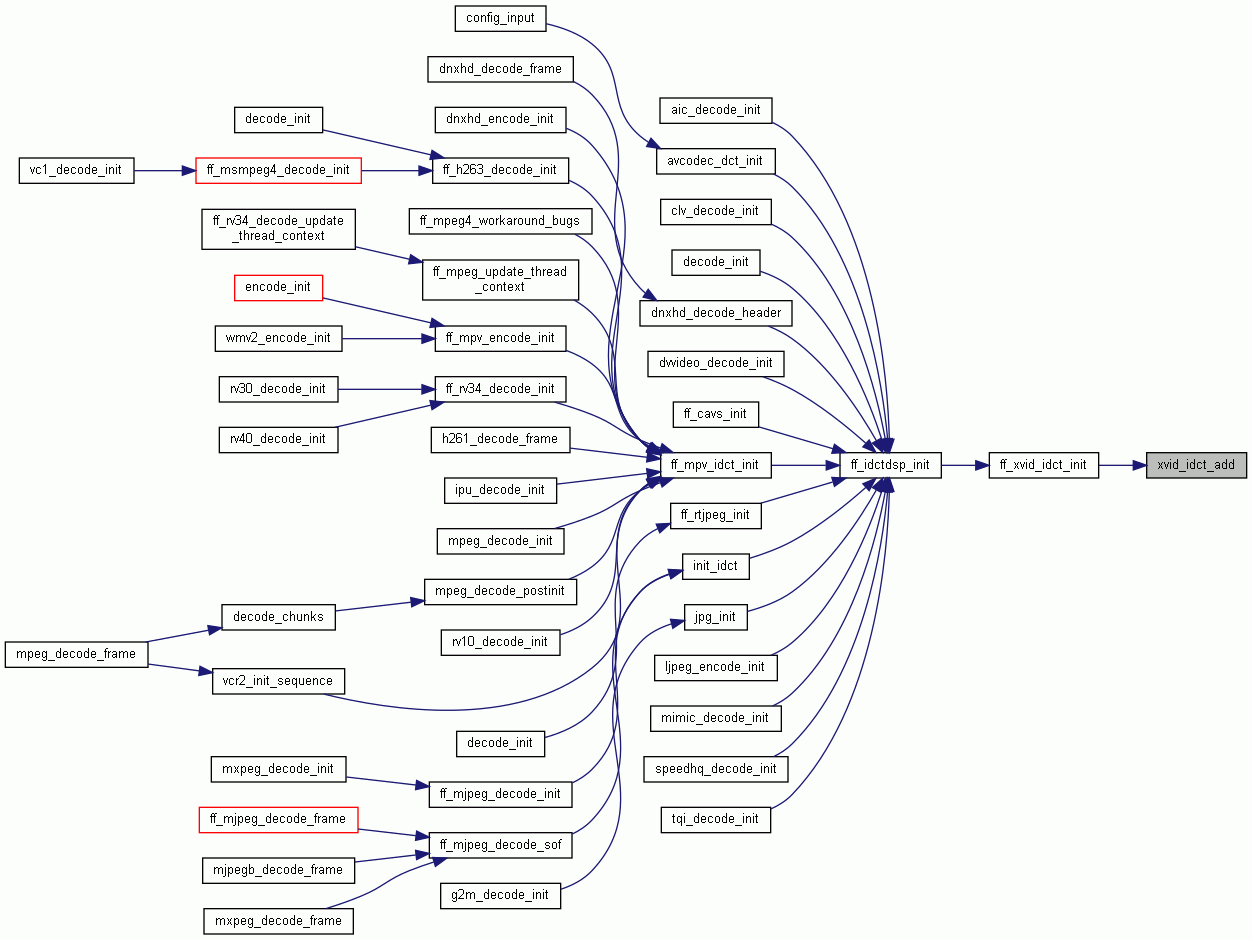 config_input
dnxhd_decode_frame
aic_decode_init
decode_init
dnxhd_encode_init
avcodec_dct_init
vc1_decode_init
ff_msmpeg4_decode_init
ff_h263_decode_init
clv_decode_init
ff_rv34_decode_update
_thread_context
ff_mpeg4_workaround_bugs
decode_init
ff_mpeg_update_thread
_context
encode_init
dnxhd_decode_header
wmv2_encode_init
ff_mpv_encode_init
dvvideo_decode_init
rv30_decode_init
ff_rv34_decode_init
ff_cavs_init
rv40_decode_init
h261_decode_frame
ff_mpv_idct_init
ff_idctdsp_init
ff_xvid_idct_init
xvid_idct_add
ipu_decode_init
ff_rtjpeg_init
mpeg_decode_init
init_idct
mpeg_decode_postinit
decode_chunks
jpg_init
rv10_decode_init
mpeg_decode_frame
ljpeg_encode_init
vcr2_init_sequence
mimic_decode_init
decode_init
mxpeg_decode_init
speedhq_decode_init
ff_mjpeg_decode_init
ff_mjpeg_decode_frame
tqi_decode_init
ff_mjpeg_decode_sof
mjpegb_decode_frame
g2m_decode_init
mxpeg_decode_frame